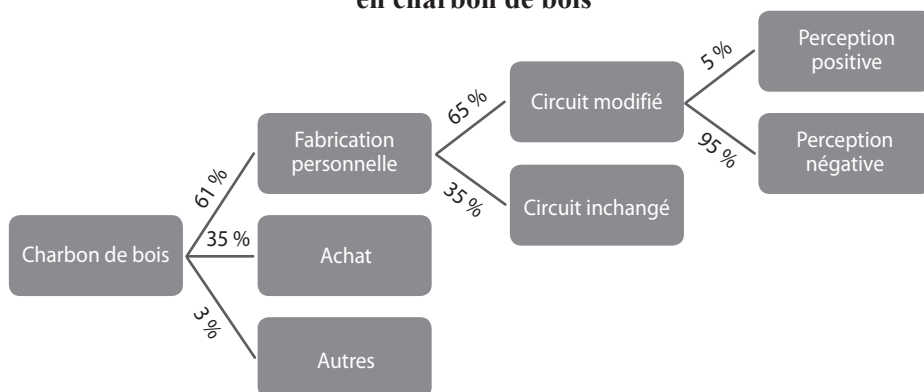 en charbon de bois
Perception
positive
5 %
Circuit modifié
65 %
Fabrication
personnelle
95 %
Perception
négative
61 %
35 %
Circuit inchangé
Charbon de bois
35 %
Achat
3 %
Autres